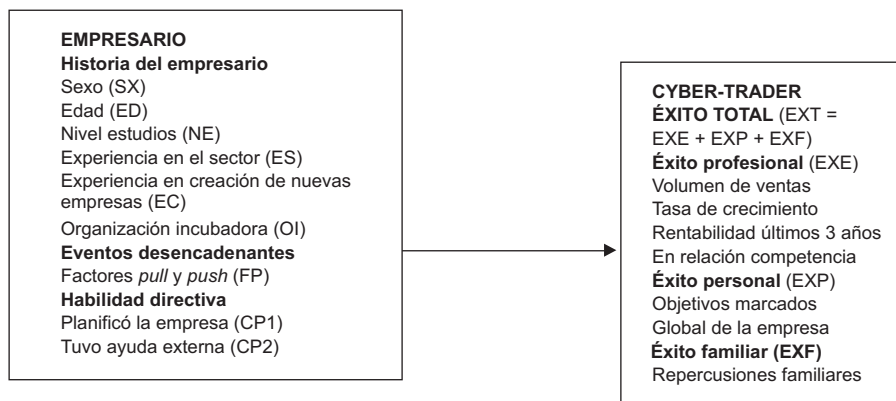 EMPRESARIO
Historia del empresario
Sexo (SX)
Edad (ED)
Nivel estudios (NE)
Experiencia en el sector (ES)
Experiencia en creación de nuevas
empresas (EC)
Organización incubadora (OI)
Eventos desencadenantes
Factores pull y push (FP)
Habilidad directiva
Planificó la empresa (CP1)
Tuvo ayuda externa (CP2)
CYBER-TRADER
ÉXITO TOTAL (EXT =
EXE + EXP + EXF)
Éxito profesional (EXE)
Volumen de ventas
Tasa de crecimiento
Rentabilidad últimos 3 años
En relación competencia
Éxito personal (EXP)
Objetivos marcados
Global de la empresa
Éxito familiar (EXF)
Repercusiones familiares